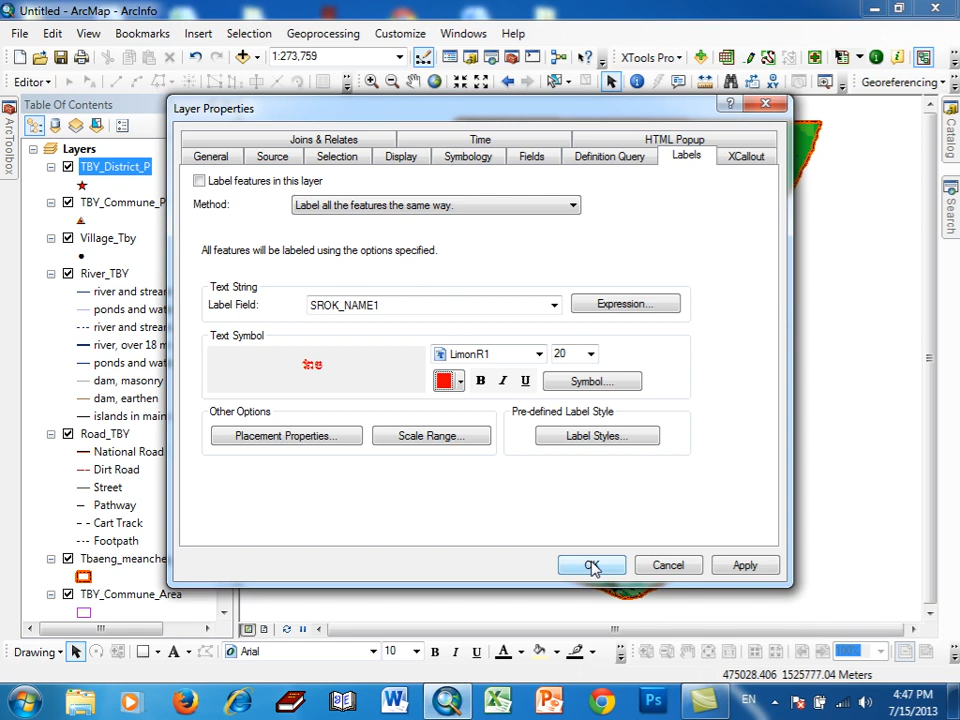 Untitled - ArcMap - ArcInfo
File Edit View Bookmarks Insert Selection Geoprocessing Customize Windows Help
1:273,759 XTools Pro
Editor Georeferencing
Table Of Contents
ArcToolbox
Layers
TBY_District_P
TBY_Commune_P
Village_Tby
River_TBY
river and strea
ponds and wat
river and strea
river, over 18 m
ponds and wat
dam, masonry
dam, earthen
islands in main
Road_TBY
National Road
Dirt Road
Street
Pathway
Cart Track
Footpath
Tbaeng_meanche
TBY_Commune_Area
Layer Properties
Joins & Relates Time HTML Popup
General Source Selection Display Symbology Fields Definition Query Labels XCallout
Label features in this layer
Method: Label all the features the same way.
All features will be labeled using the options specified.
Text String
Label Field: SROK_NAME1 Expression...
Text Symbol
LimonR1 20
B I U Symbol...
Other Options
Placement Properties... Scale Range...
Pre-defined Label Style
Label Styles...
OK Cancel Apply
Catalog
Search
Drawing A Arial 10 B I U A 100%
475028.406 1525777.04 Meters
EN 4:47 PM
7/15/2013